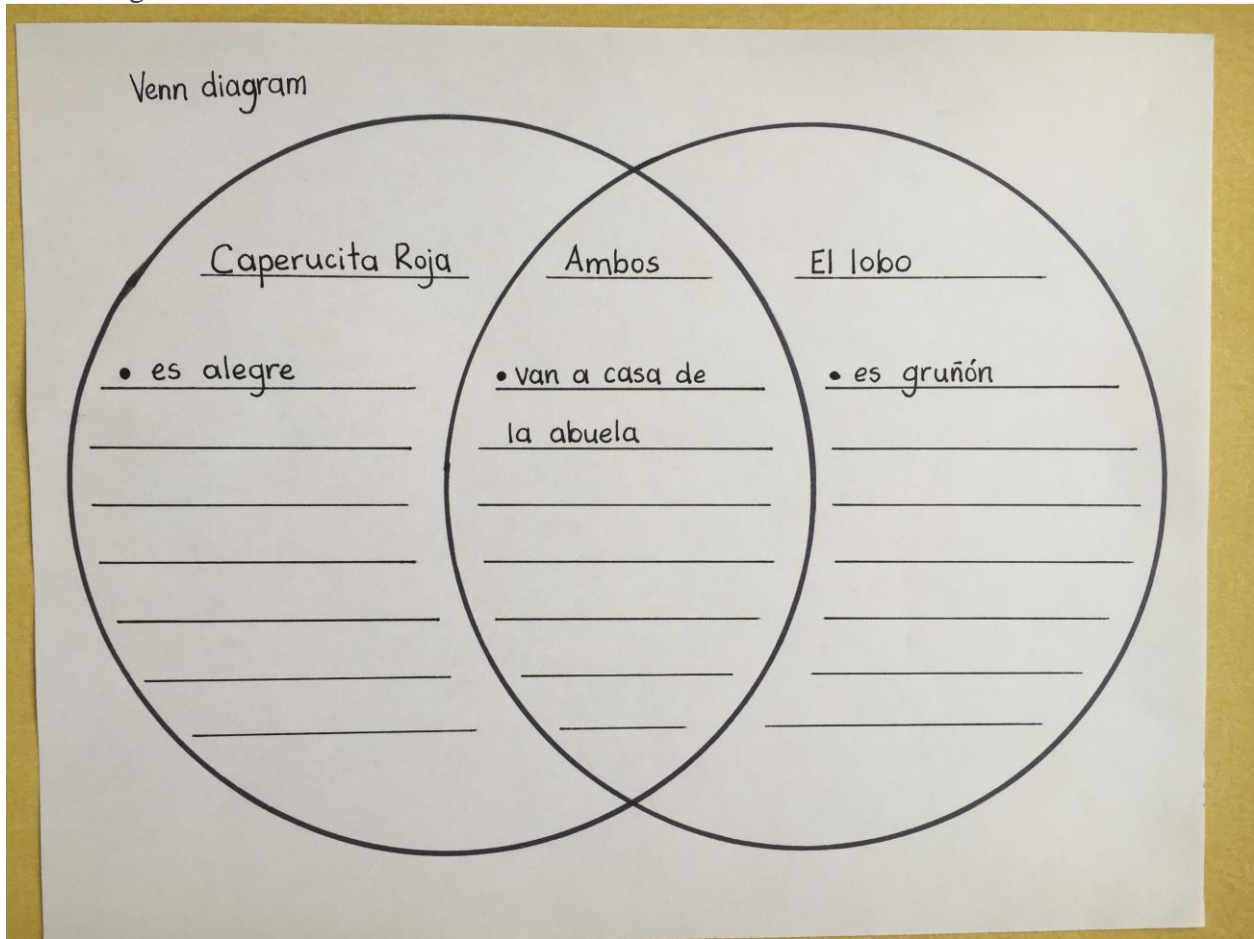 Venn diagram
Caperucita Roja
Ambos
El lobo
• es alegre
• van a casa de
la abuela
• es gruñón